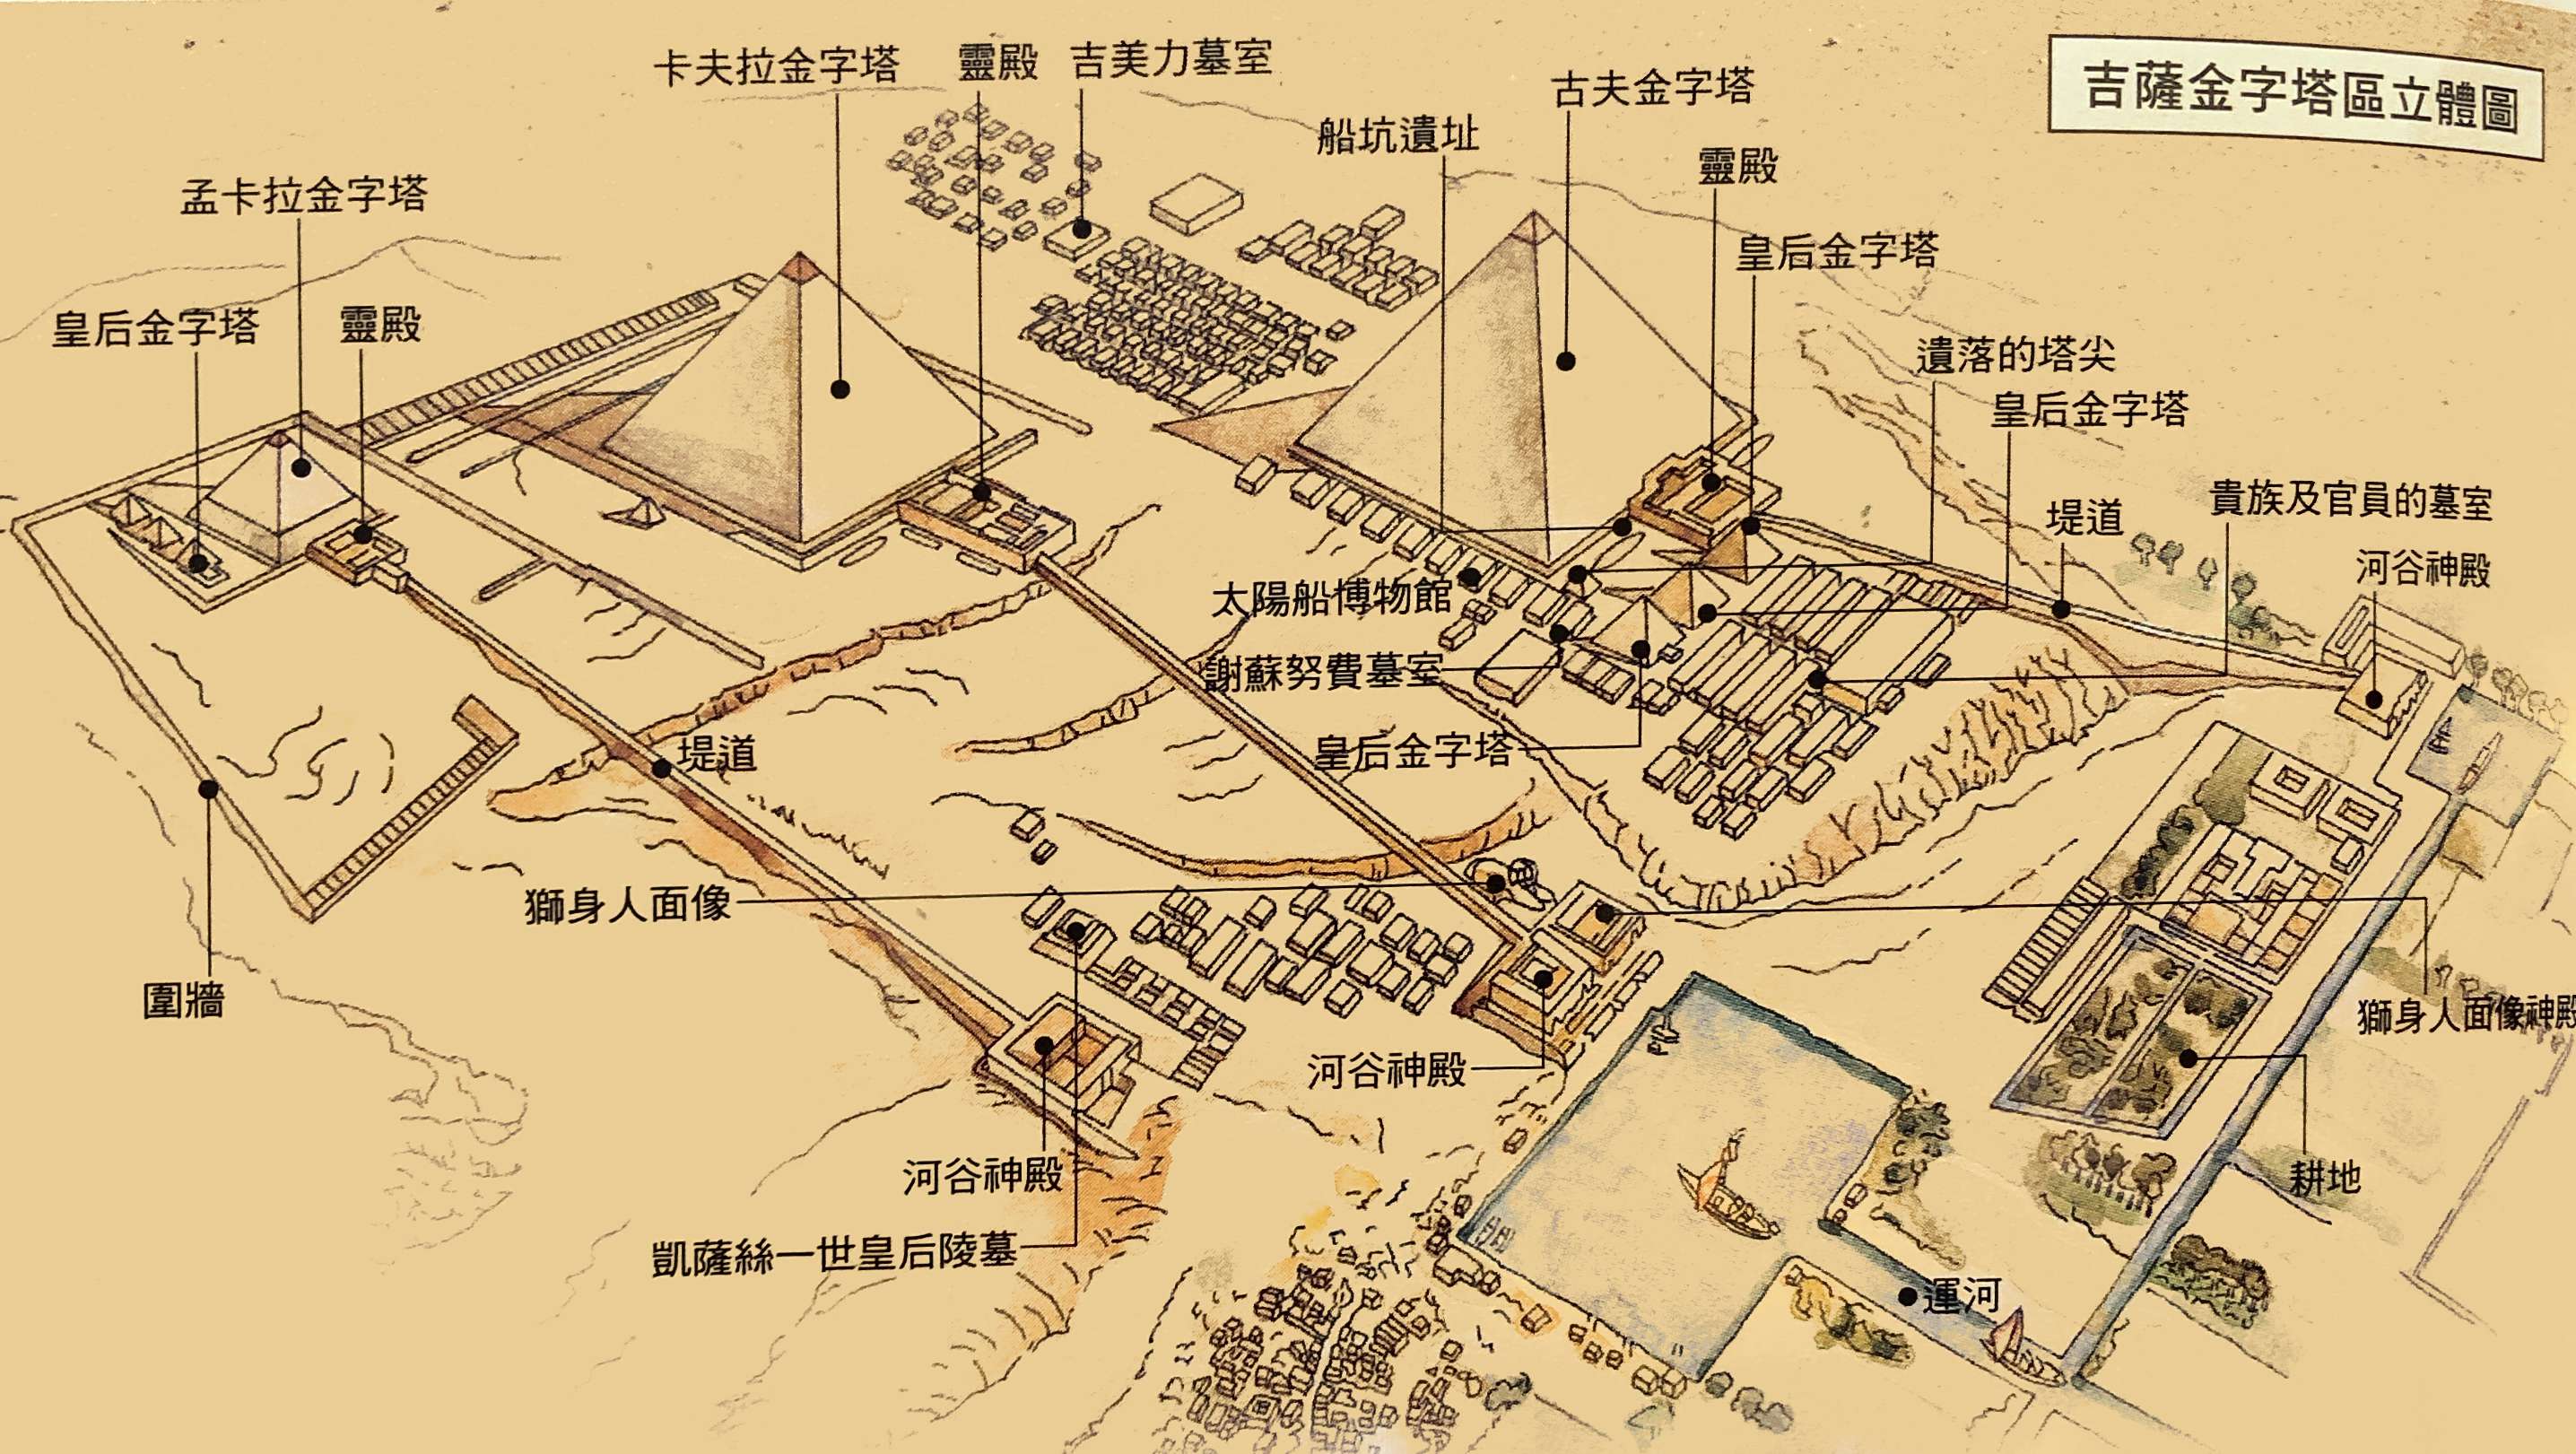 吉薩金字塔區立體圖
卡夫拉金字塔
靈殿
吉美力墓室
古夫金字塔
船坑遺址
靈殿
孟卡拉金字塔
皇后金字塔
皇后金字塔
靈殿
遺落的塔尖
皇后金字塔
貴族及官員的墓室
堤道
河谷神殿
太陽船博物館
謝蘇努費墓室
皇后金字塔
堤道
獅身人面像
圍牆
獅身人面像神殿
河谷神殿
河谷神殿
耕地
凱薩絲一世皇后陵墓
運河